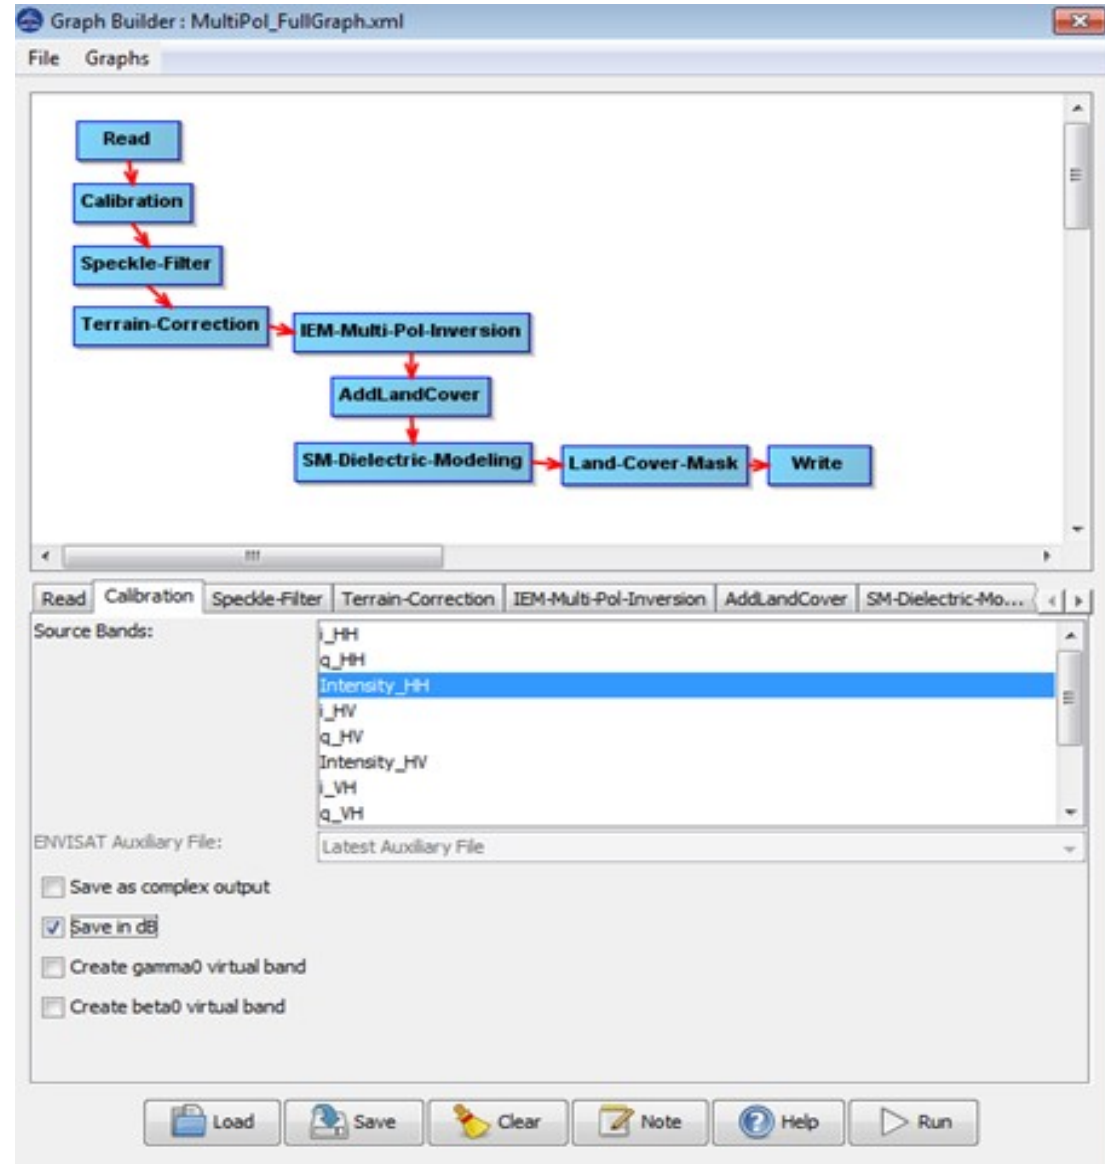 Graph Builder : MultiPol_FullGraph.xml
File Graphs
Read
Calibration
Speckle-Filter
Terrain-Correction
IEM-Multi-Pol-Inversion
AddLandCover
SM-Dielectric-Modeling
Land-Cover-Mask
Write
Read Calibration Speckle-Filter Terrain-Correction IEM-Multi-Pol-Inversion AddLandCover SM-Dielectric-Mo...
Source Bands:
i_HH
q_HH
Intensity_HH
i_HV
q_HV
Intensity_HV
i_VH
q_VH
ENVISAT Auxiliary File: Latest Auxiliary File
Save as complex output
Save in dB
Create gamma0 virtual band
Create beta0 virtual band
Load Save Clear Note Help Run